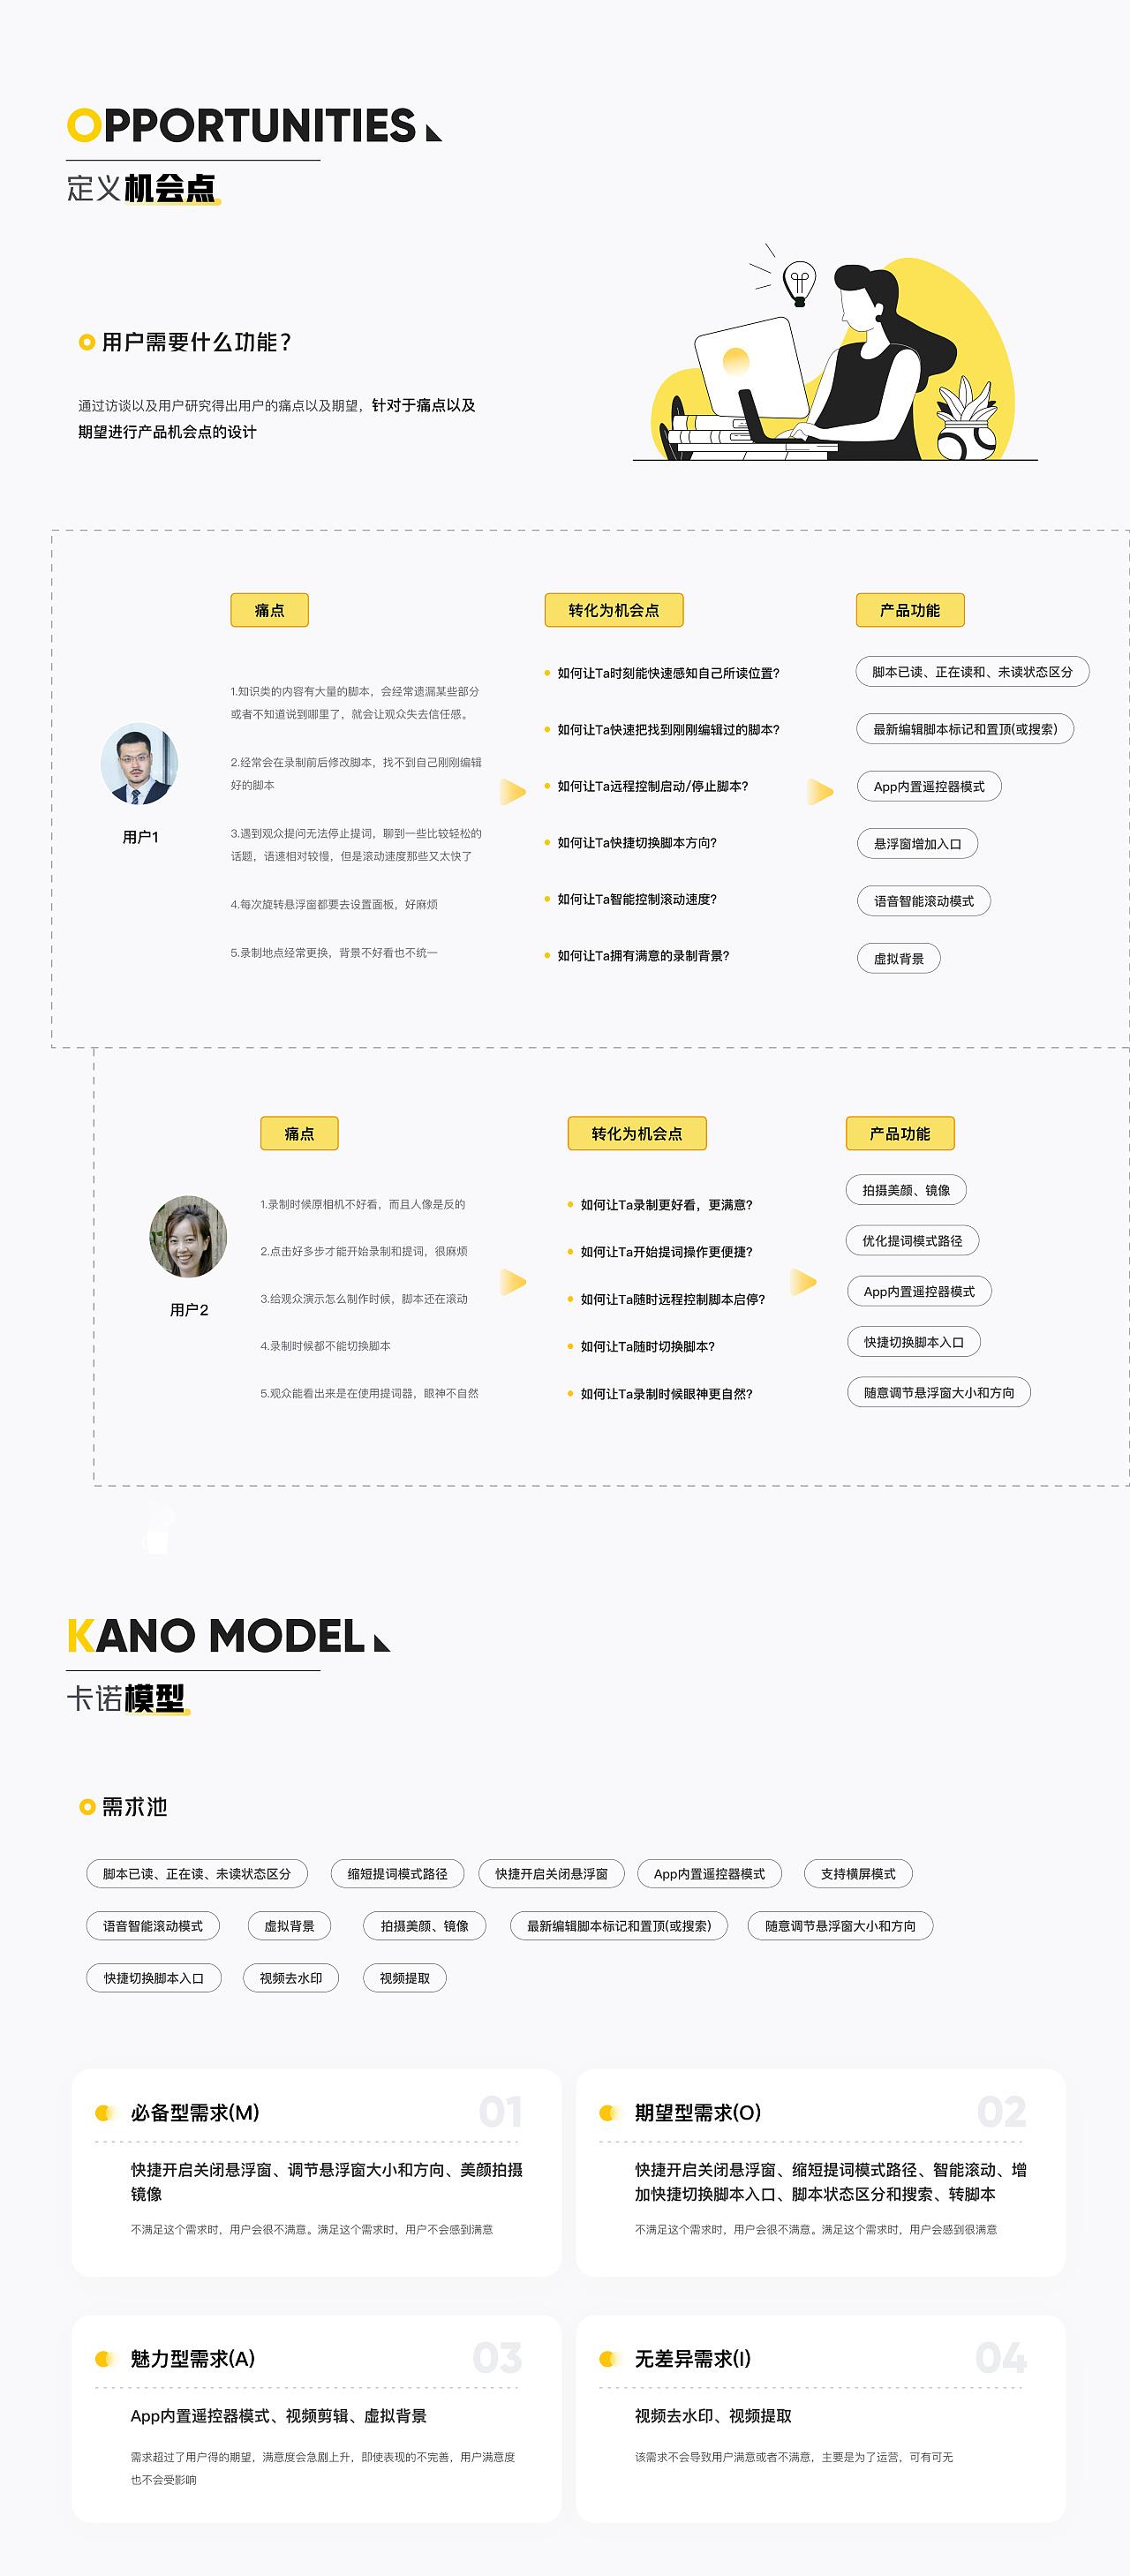 OPPORTUNITIES
定义机会点
用户需要什么功能?
通过访谈以及用户研究得出用户的痛点以及期望，针对于痛点以及
期望进行产品机会点的设计
痛点
转化为机会点
产品功能
用户1
1.知识类的内容有大量的脚本，会经常遗漏某些部分
或者不知道说到哪里了，就会让观众失去信任感。
2.经常会在录制前后修改脚本，找不到自己刚刚编辑
好的脚本
3.遇到观众提问无法停止提词，聊到一些比较轻松的
话题，语速相对较慢，但是滚动速度那些又太快了
4.每次旋转悬浮窗都要去设置面板，好麻烦
5.录制地点经常更换，背景不好看也不统一
如何让Ta时刻能快速感知自己所读位置?
如何让Ta快速把找到刚刚编辑过的脚本?
如何让Ta远程控制启动/停止脚本?
如何让Ta快捷切换脚本方向?
如何让Ta智能控制滚动速度?
如何让Ta拥有满意的录制背景?
脚本已读、正在读和、未读状态区分
最新编辑脚本标记和置顶(或搜索)
App内置遥控器模式
悬浮窗增加入口
语音智能滚动模式
虚拟背景
痛点
转化为机会点
产品功能
用户2
1.录制时候原相机不好看，而且人像是反的
2.点击好多步才能开始录制和提词，很麻烦
3.给观众演示怎么制作时候，脚本还在滚动
4.录制时候都不能切换脚本
5.观众能看出来是在使用提词器，眼神不自然
如何让Ta录制更好看，更满意?
如何让Ta开始提词操作更便捷?
如何让Ta随时远程控制脚本启停?
如何让Ta随时切换脚本?
如何让Ta录制时候眼神更自然?
拍摄美颜、镜像
优化提词模式路径
App内置遥控器模式
快捷切换脚本入口
随意调节悬浮窗大小和方向
KANO MODEL
卡诺模型
需求池
脚本已读、正在读、未读状态区分
缩短提词模式路径
快捷开启关闭悬浮窗
App内置遥控器模式
支持横屏模式
语音智能滚动模式
虚拟背景
拍摄美颜、镜像
最新编辑脚本标记和置顶(或搜索)
随意调节悬浮窗大小和方向
快捷切换脚本入口
视频去水印
视频提取
必备型需求(M)
01
快捷开启关闭悬浮窗、调节悬浮窗大小和方向、美颜拍摄
镜像
不满足这个需求时，用户会很不满意。满足这个需求时，用户不会感到满意
期望型需求(O)
02
快捷开启关闭悬浮窗、缩短提词模式路径、智能滚动、增
加快捷切换脚本入口、脚本状态区分和搜索、转脚本
不满足这个需求时，用户会很不满意。满足这个需求时，用户会感到很满意
魅力型需求(A)
03
App内置遥控器模式、视频剪辑、虚拟背景
需求超过了用户得的期望，满意度会急剧上升，即使表现的不完善，用户满意度
也不会受影响
无差异需求(I)
04
视频去水印、视频提取
该需求不会导致用户满意或者不满意，主要是为了运营，可有可无